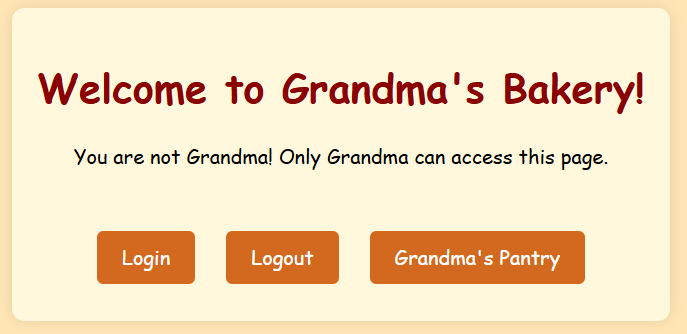 Welcome to Grandma's Bakery!
You are not Grandma! Only Grandma can access this page.
Login
Logout
Grandma's Pantry